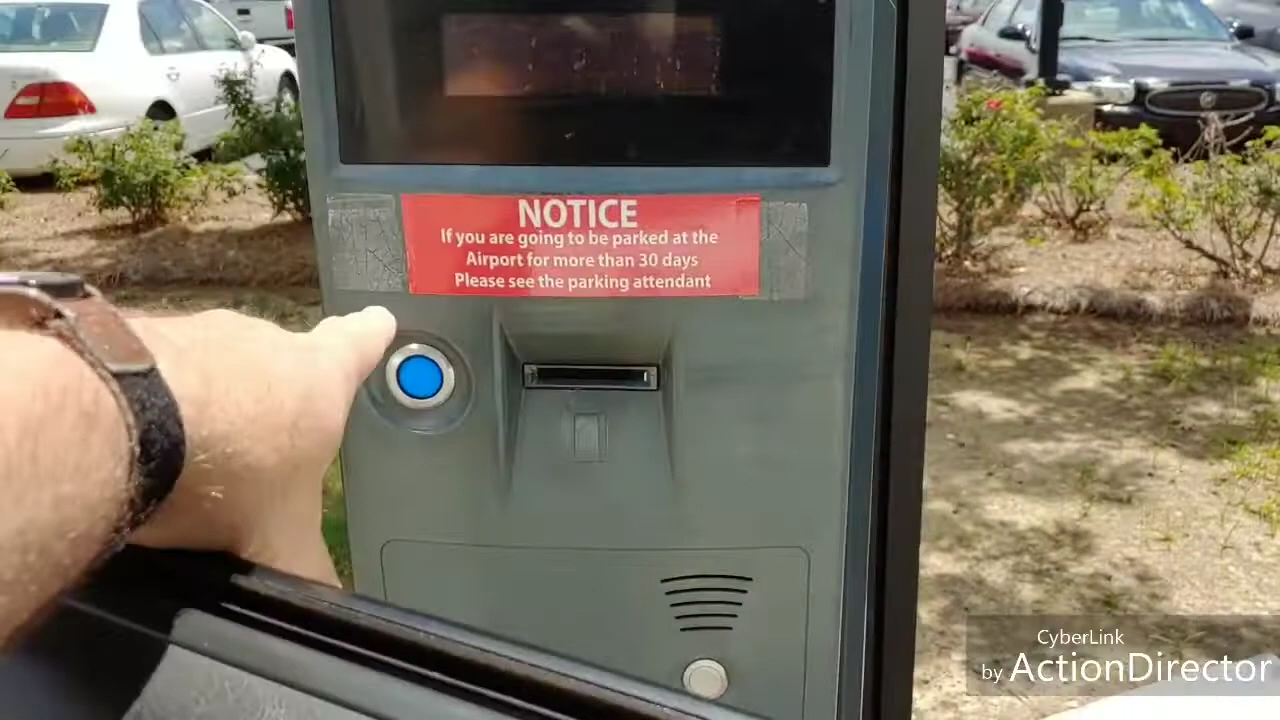 NOTICE
If you are going to be parked at the
Airport for more than 30 days
Please see the parking attendant
CyberLink
by ActionDirector